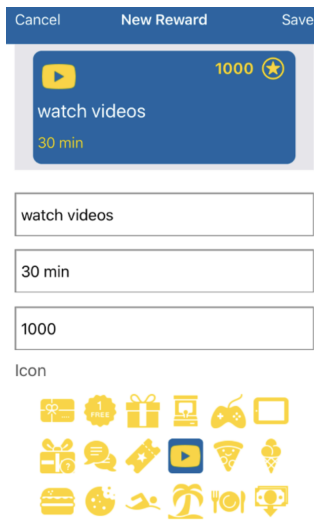 Cancel New Reward Save
1000
watch videos
30 min
watch videos
30 min
1000
Icon
1
FREE